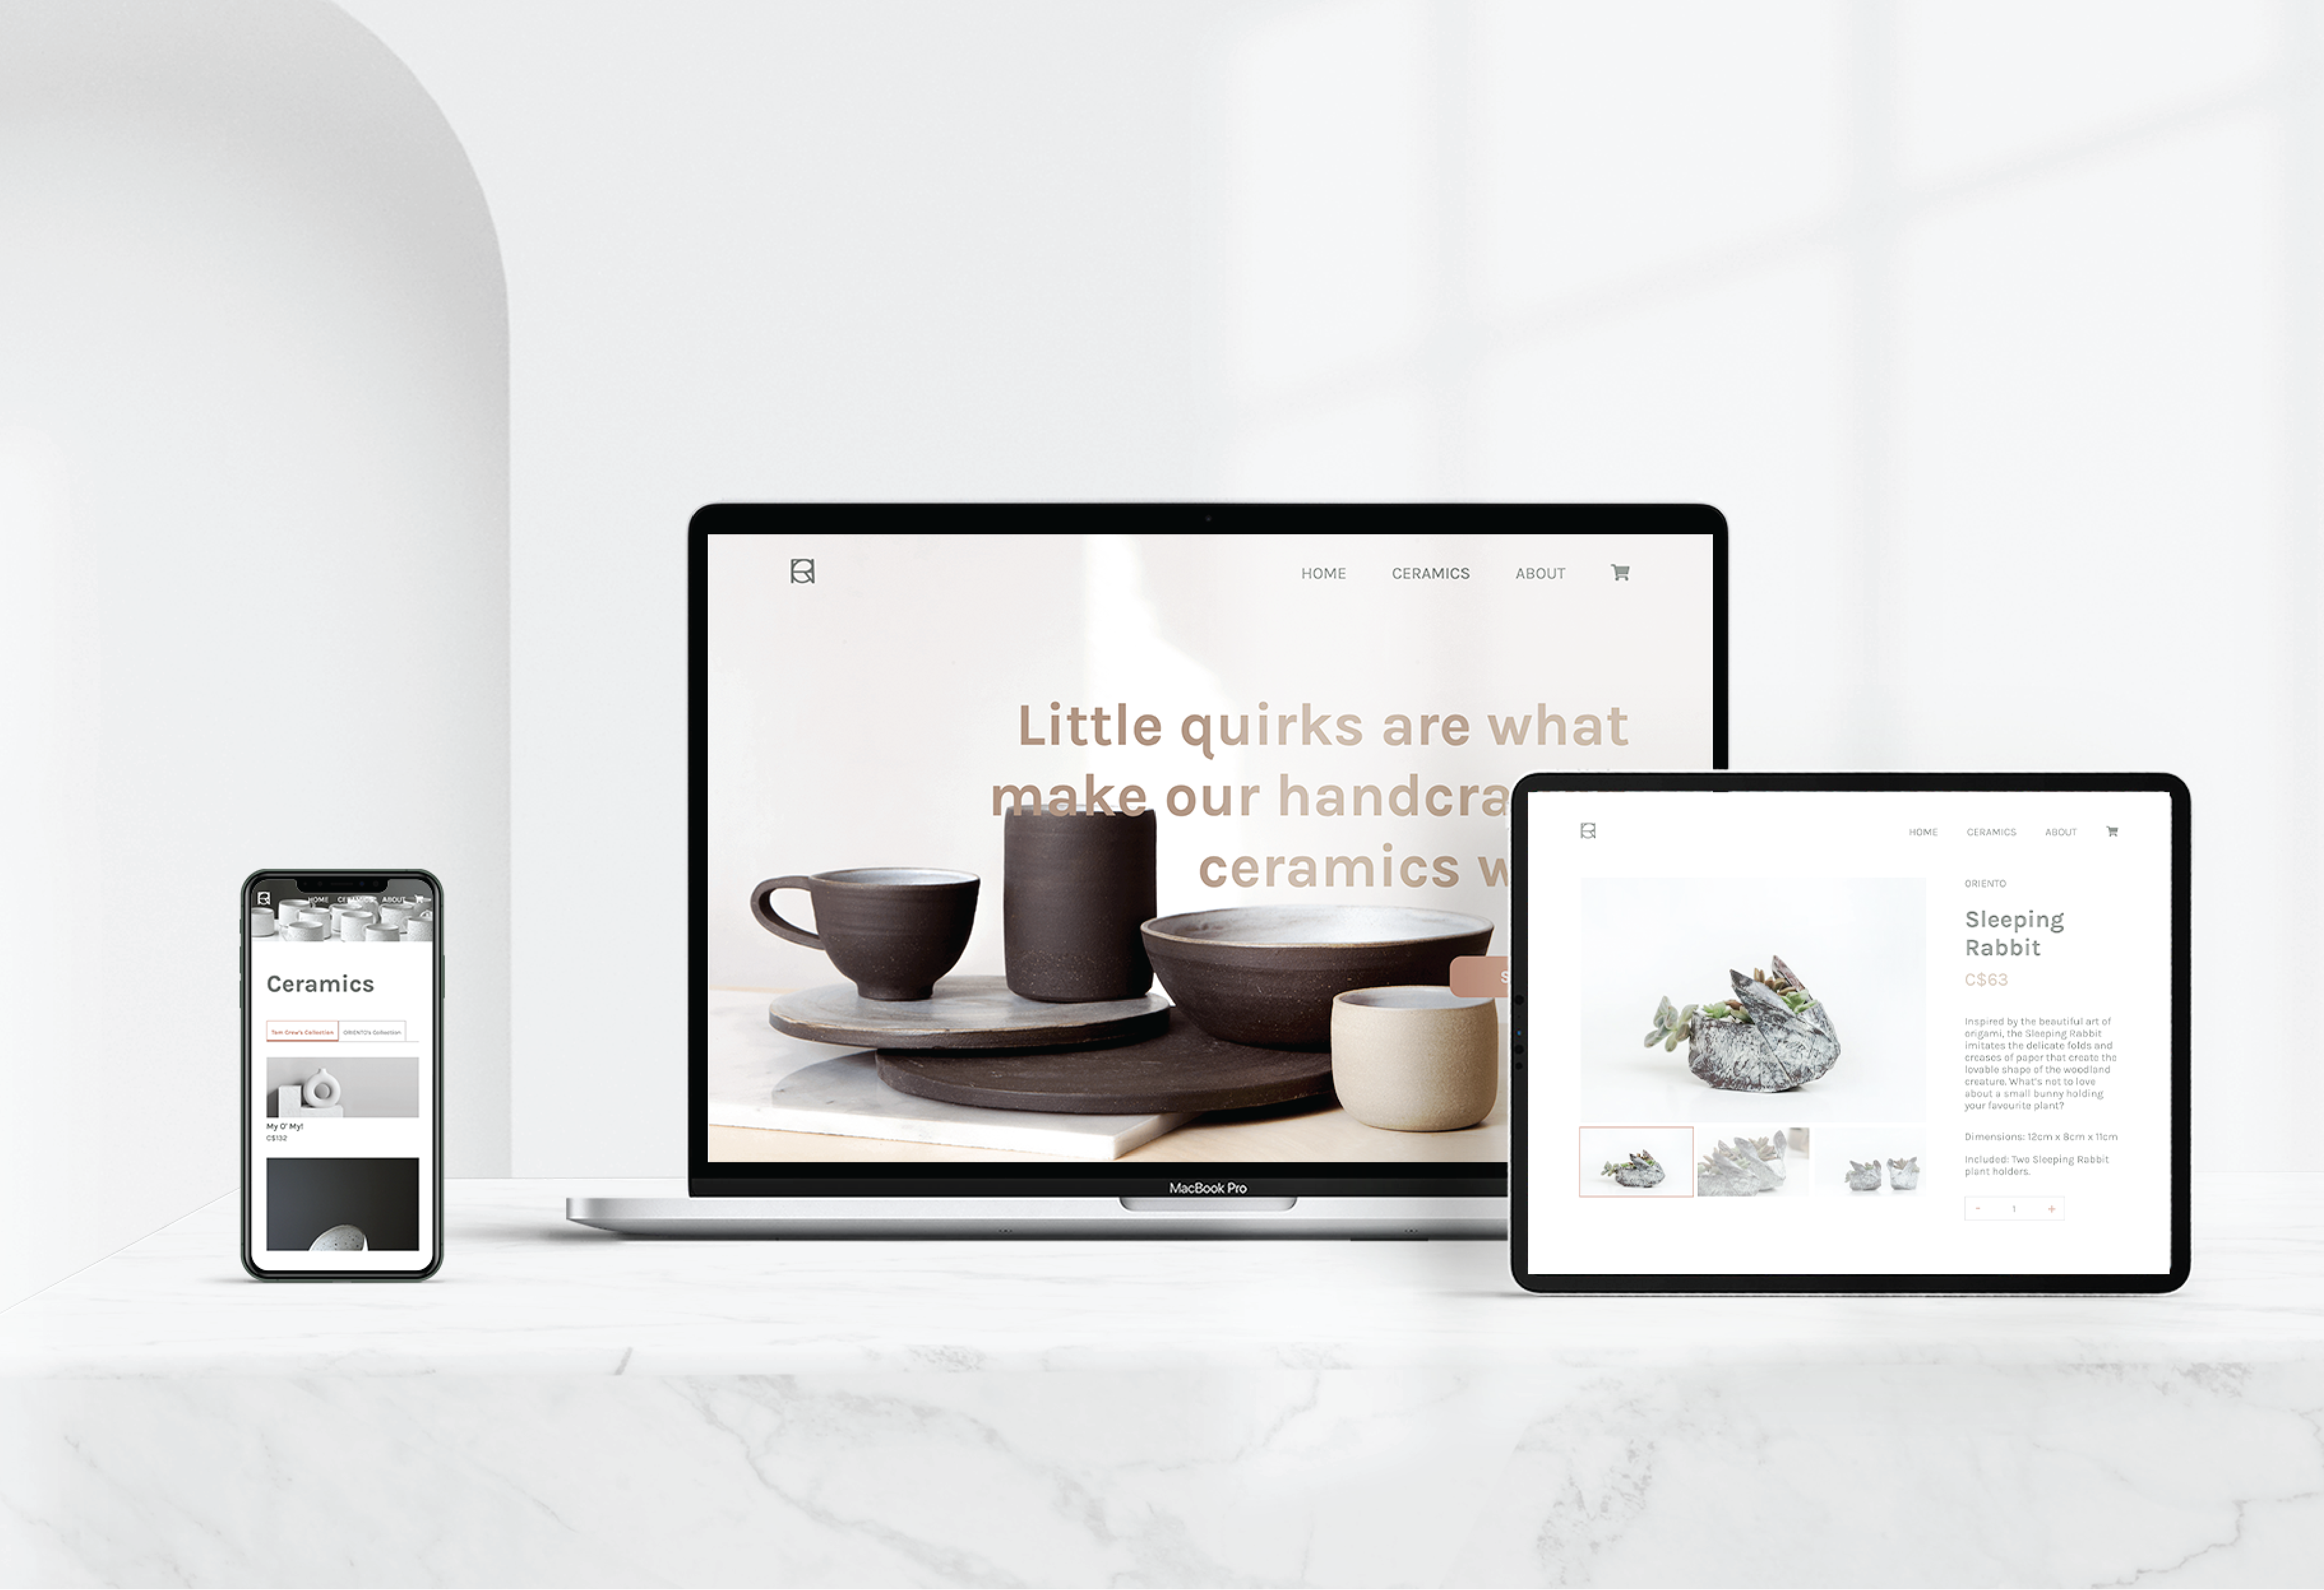 HOME CERAMICS ABOUT
Little quirks are what
make our handcra
ceramics w
MacBook Pro
HOME CERAMICS ABOUT
Ceramics
Tom Crew's Collection ORIENTO's Collection
My O' My!
C$132
HOME CERAMICS ABOUT
ORIENTO
Sleeping
Rabbit
C$63
Inspired by the beautiful art of
origami, the Sleeping Rabbit
imitates the delicate folds and
creases of paper that create the
lovable shape of the woodland
creature. What's not to love
about a small bunny holding
your favourite plant?
Dimensions: 12cm x 8cm x 11cm
Included: Two Sleeping Rabbit
plant holders.
- 1 +